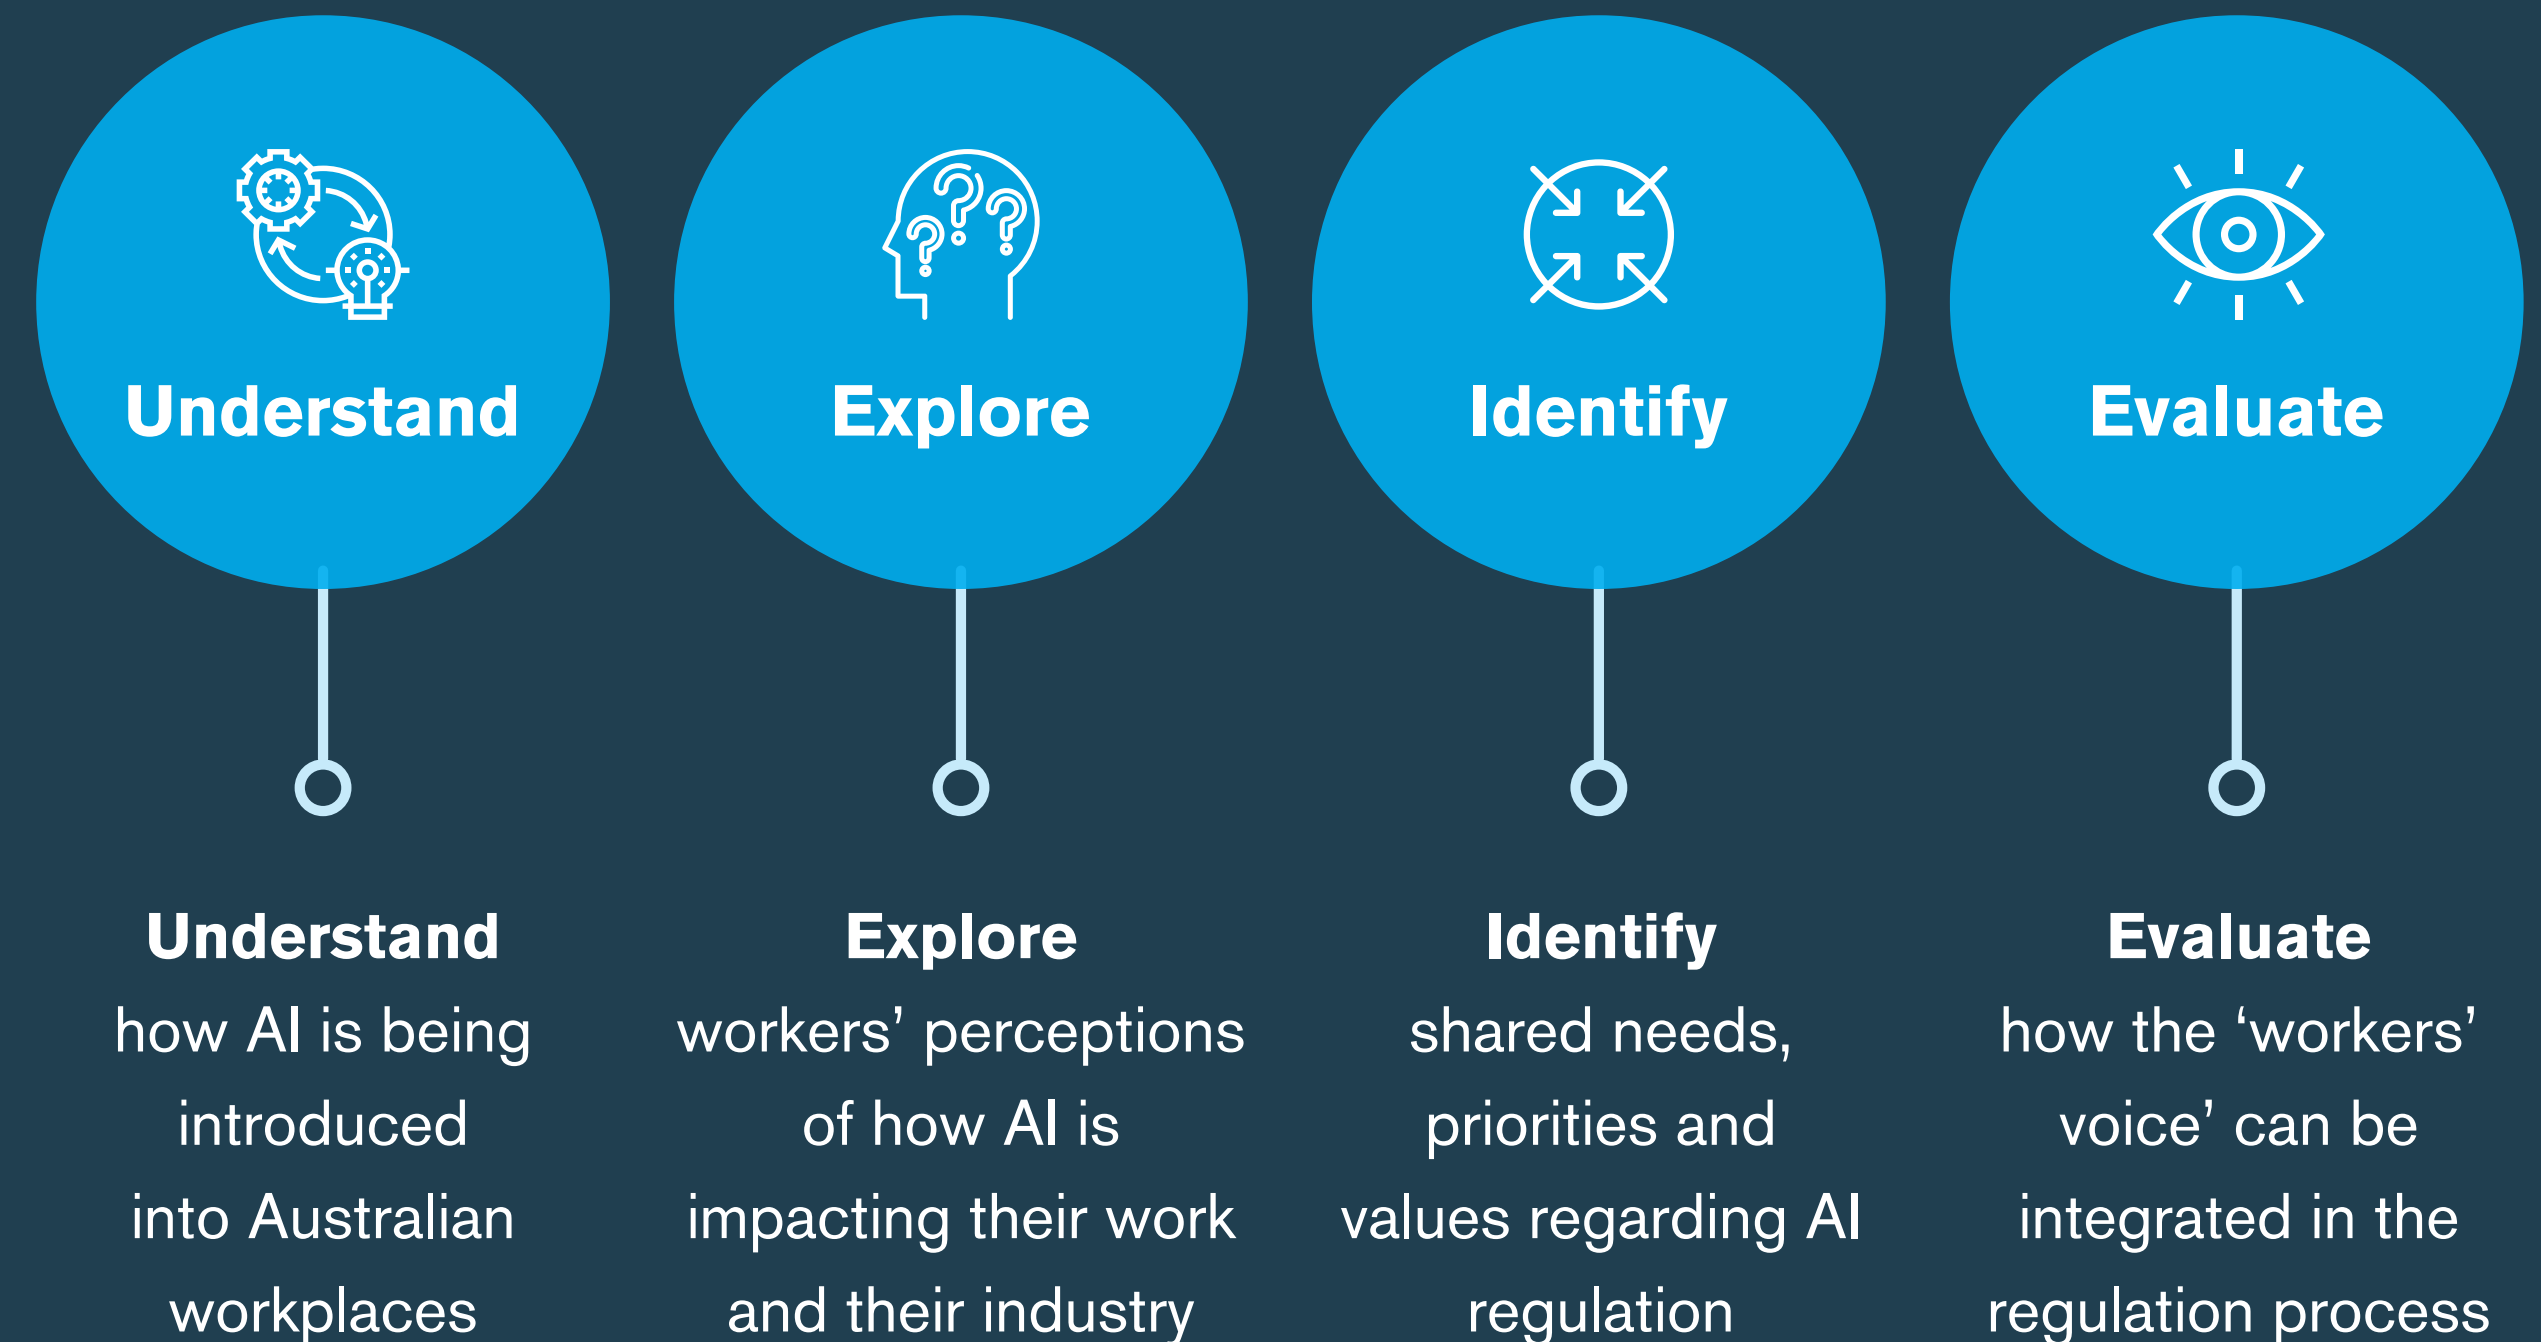 Understand
Explore
Identify
Evaluate
Understand
how AI is being
introduced
into Australian
workplaces
Explore
workers’ perceptions
of how AI is
impacting their work
and their industry
Identify
shared needs,
priorities and
values regarding AI
regulation
Evaluate
how the ‘workers’
voice’ can be
integrated in the
regulation process